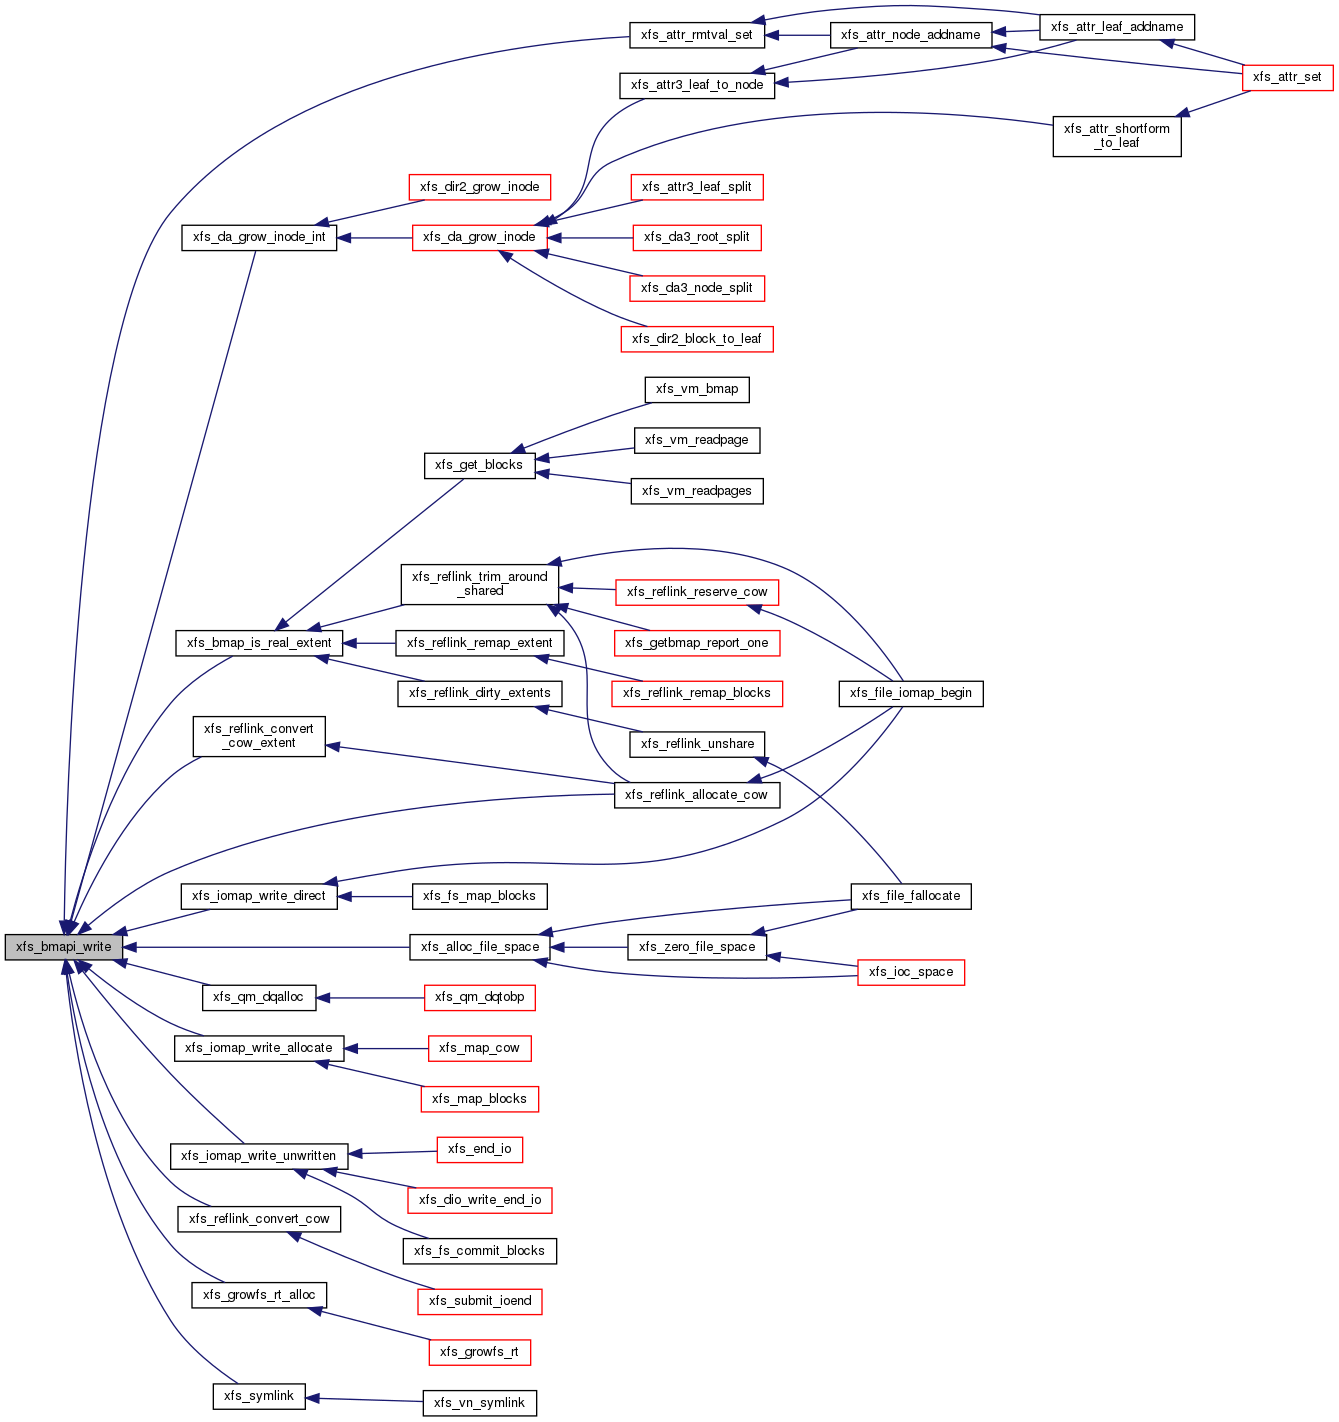 xfs_attr_rmtval_set
xfs_attr_node_addname
xfs_attr_leaf_addname
xfs_attr3_leaf_to_node
xfs_attr_set
xfs_attr_shortform
_to_leaf
xfs_dir2_grow_inode
xfs_attr3_leaf_split
xfs_da_grow_inode_int
xfs_da_grow_inode
xfs_da3_root_split
xfs_da3_node_split
xfs_dir2_block_to_leaf
xfs_vm_bmap
xfs_vm_readpage
xfs_get_blocks
xfs_vm_readpages
xfs_reflink_trim_around
_shared
xfs_reflink_reserve_cow
xfs_bmap_is_real_extent
xfs_reflink_remap_extent
xfs_getbmap_report_one
xfs_reflink_dirty_extents
xfs_reflink_remap_blocks
xfs_file_iomap_begin
xfs_reflink_convert
_cow_extent
xfs_reflink_unshare
xfs_reflink_allocate_cow
xfs_iomap_write_direct
xfs_fs_map_blocks
xfs_file_fallocate
xfs_bmapi_write
xfs_alloc_file_space
xfs_zero_file_space
xfs_ioc_space
xfs_qm_dqalloc
xfs_qm_dqtobp
xfs_iomap_write_allocate
xfs_map_cow
xfs_map_blocks
xfs_iomap_write_unwritten
xfs_end_io
xfs_dio_write_end_io
xfs_reflink_convert_cow
xfs_fs_commit_blocks
xfs_growfs_rt_alloc
xfs_submit_ioend
xfs_growfs_rt
xfs_symlink
xfs_vn_symlink